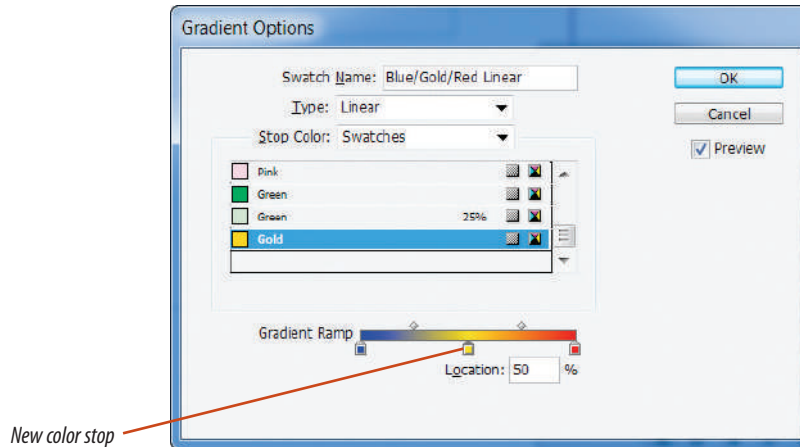 Gradient Options
Swatch Name: Blue/Gold/Red Linear
OK
Type: Linear
Cancel
Stop Color: Swatches
Preview
Pink
Green
Green 25%
Gold
Gradient Ramp
Location: 50 %
New color stop